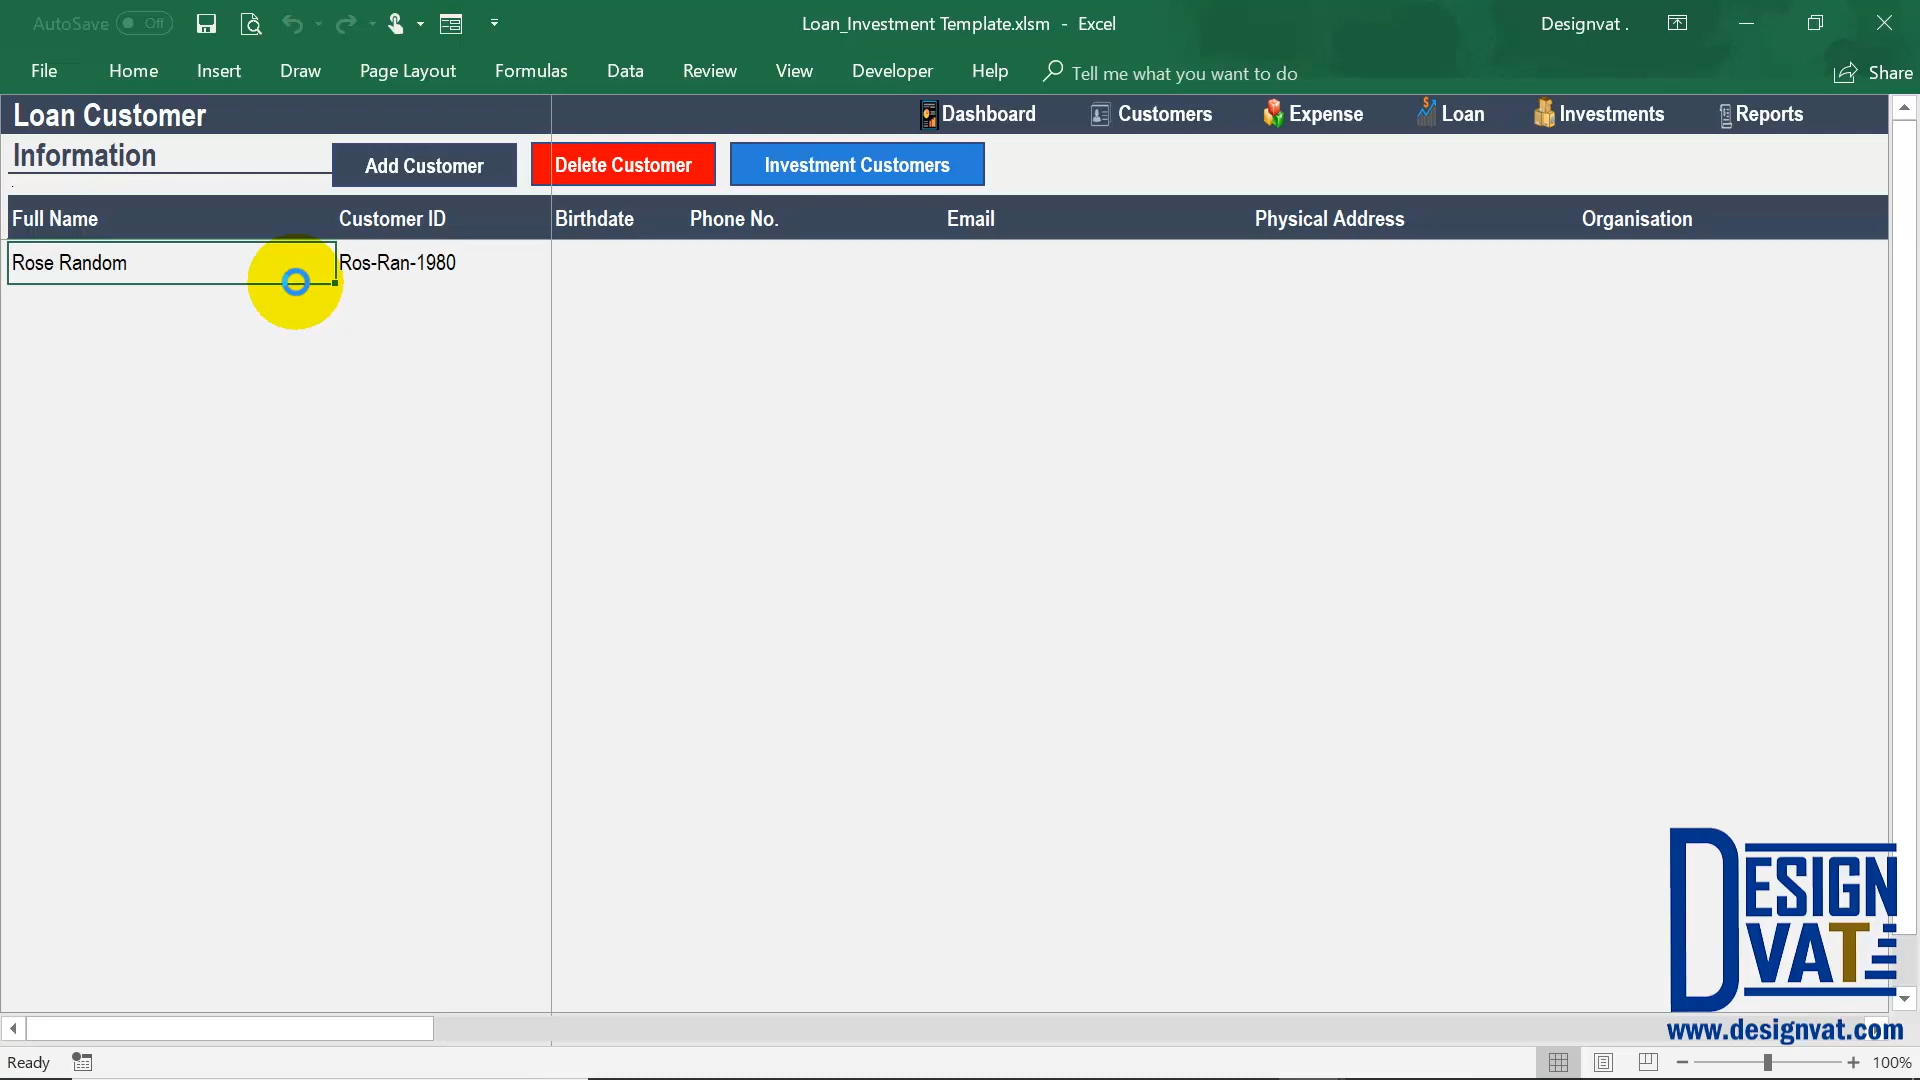 AutoSave Off Loan_Investment Template.xlsm - Excel Designvat .
File Home Insert Draw Page Layout Formulas Data Review View Developer Help Tell me what you want to do Share
Loan Customer Dashboard Customers Expense Loan Investments Reports
Information Add Customer Delete Customer Investment Customers
Full Name Customer ID Birthdate Phone No. Email Physical Address Organisation
Rose Random Ros-Ran-1980
DESIGN
VAT
www.designvat.com
Ready 100%